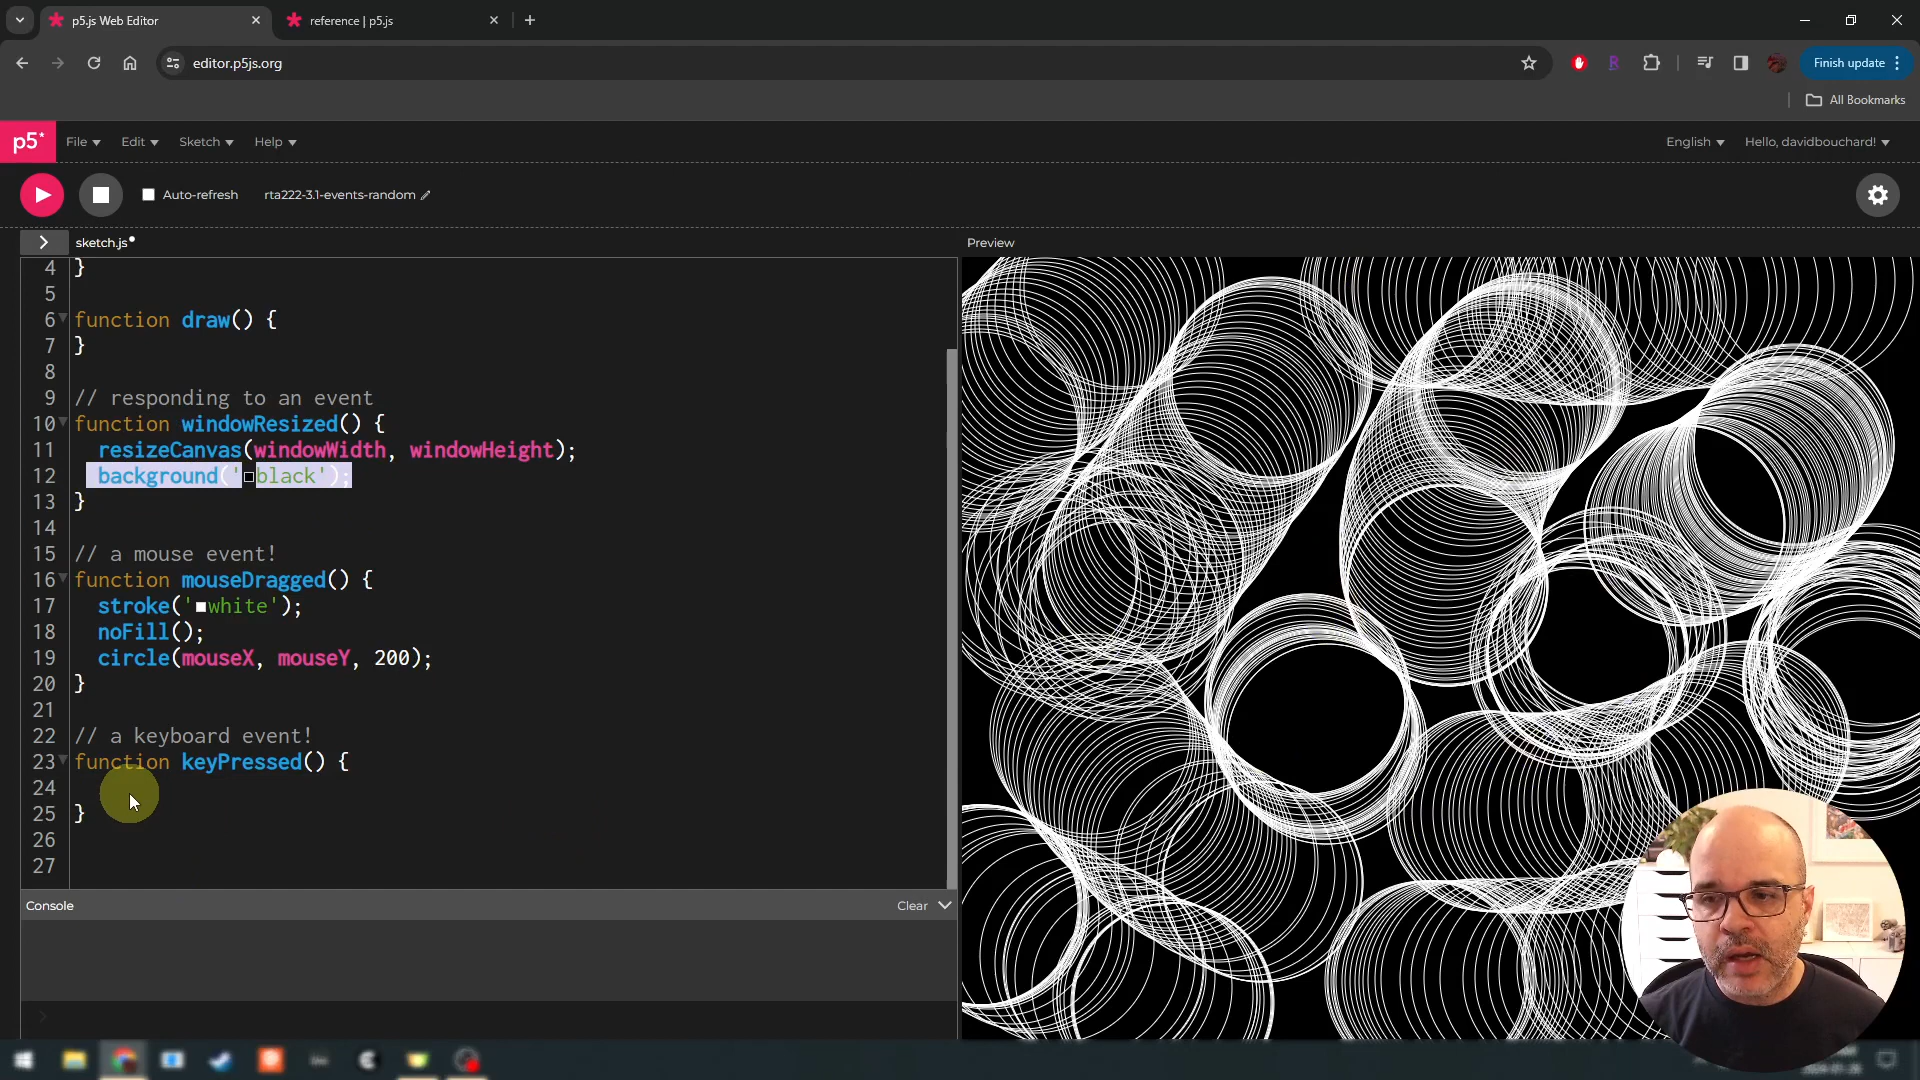 p5.js Web Editor
reference | p5.js
editor.p5js.org
Finish update
All Bookmarks
p5*
File
Edit
Sketch
Help
English
Hello, davidbouchard!
Auto-refresh
rta222-3.1-events-random
sketch.js
Preview
4 }
5
6 function draw() {
7 }
8
9 // responding to an event
10 function windowResized() {
11 resizeCanvas(windowWidth, windowHeight);
12 background('black');
13 }
14
15 // a mouse event!
16 function mouseDragged() {
17 stroke('white');
18 noFill();
19 circle(mouseX, mouseY, 200);
20 }
21
22 // a keyboard event!
23 function keyPressed() {
24
25 }
26
27
Console
Clear